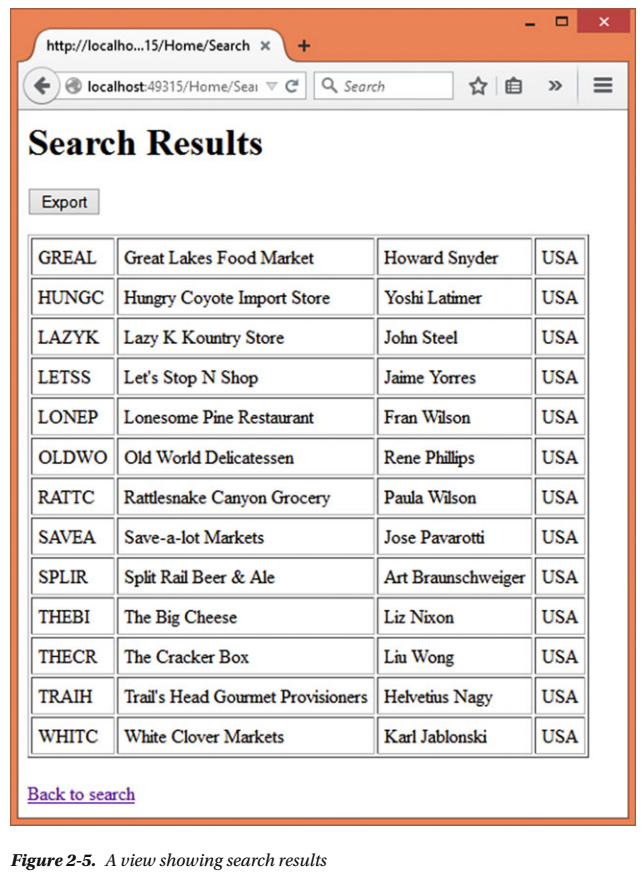 http://localho...15/Home/Search × +
localhost:49315/Home/Sear Search
Search Results
Export
GREAL Great Lakes Food Market Howard Snyder USA
HUNGC Hungry Coyote Import Store Yoshi Latimer USA
LAZYK Lazy K Kountry Store John Steel USA
LETSS Let's Stop N Shop Jaime Yorres USA
LONEP Lonesome Pine Restaurant Fran Wilson USA
OLDWO Old World Delicatessen Rene Phillips USA
RATTC Rattlesnake Canyon Grocery Paula Wilson USA
SAVEA Save-a-lot Markets Jose Pavarotti USA
SPLIR Split Rail Beer & Ale Art Braunschweiger USA
THEBI The Big Cheese Liz Nixon USA
THECR The Cracker Box Liu Wong USA
TRAIH Trail's Head Gourmet Provisioners Helvetius Nagy USA
WHITC White Clover Markets Karl Jablonski USA
Back to search
Figure 2-5. A view showing search results